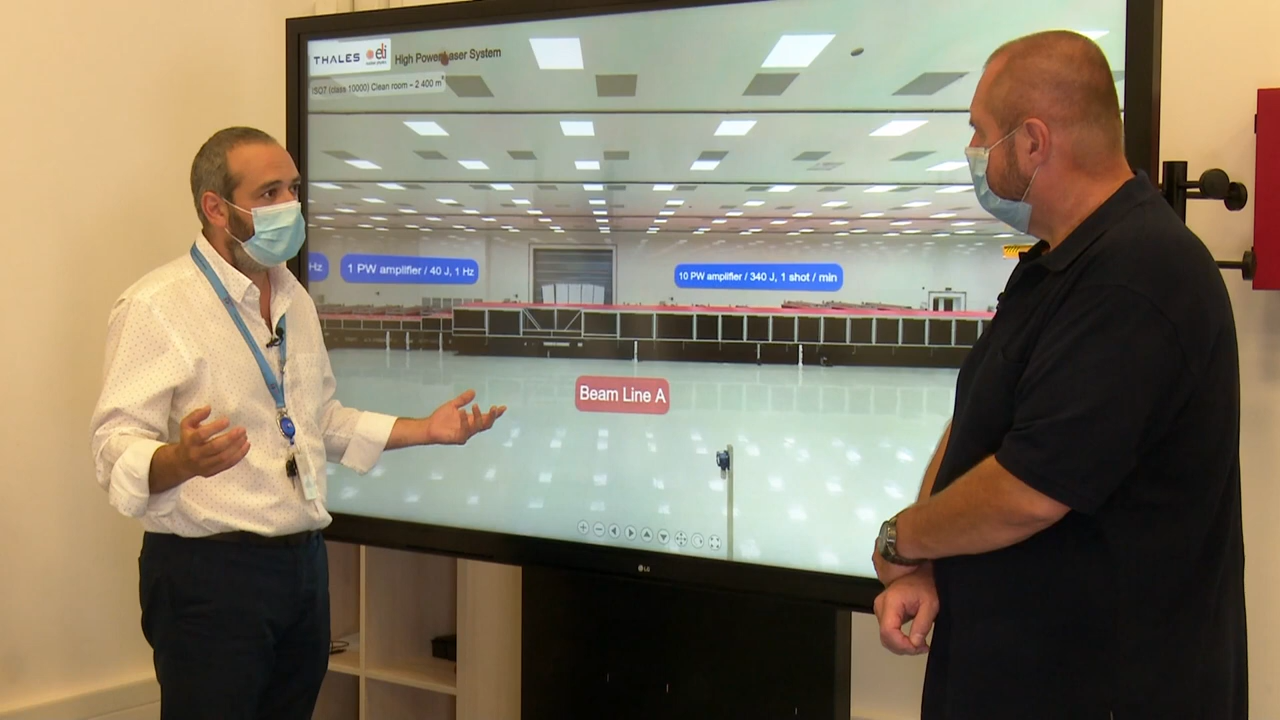 THALES eli High Power Laser System
ISO7 (class 10000) Clean room – 2 400 m²
Hz
1 PW amplifier / 40 J, 1 Hz
10 PW amplifier / 340 J, 1 shot / min
Beam Line A
LG